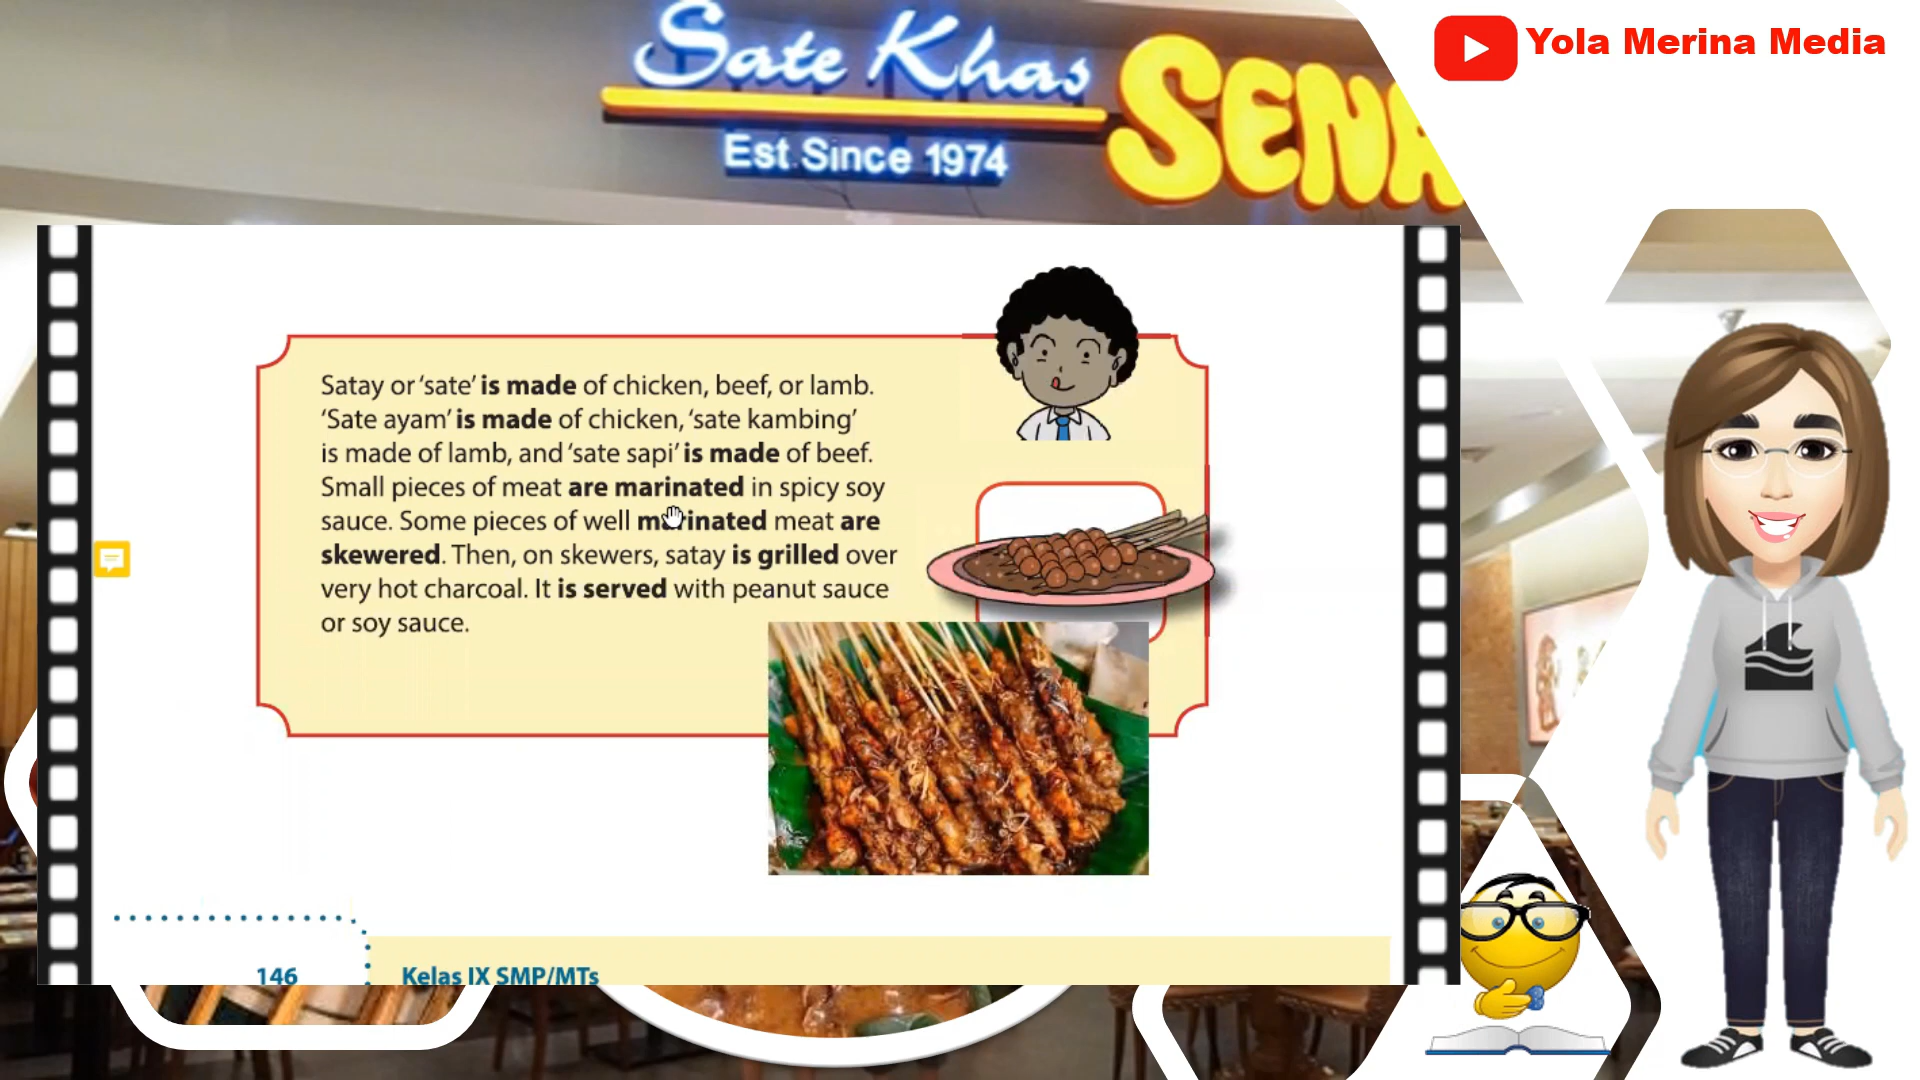 Sate Khas
SENA
Est Since 1974
Yola Merina Media
Satay or ‘sate’ is made of chicken, beef, or lamb.
‘Sate ayam’ is made of chicken, ‘sate kambing’
is made of lamb, and ‘sate sapi’ is made of beef.
Small pieces of meat are marinated in spicy soy
sauce. Some pieces of well marinated meat are
skewered. Then, on skewers, satay is grilled over
very hot charcoal. It is served with peanut sauce
or soy sauce.
146
Kelas IX SMP/MTs